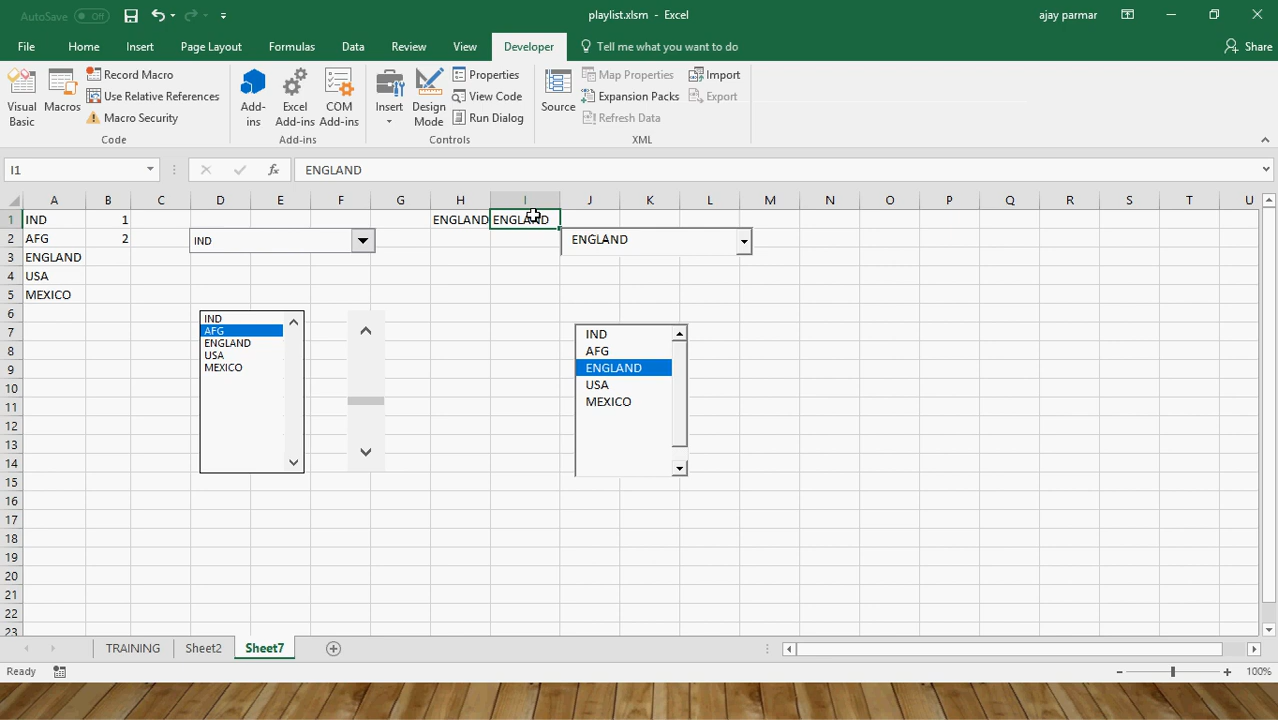 AutoSave Off
playlist.xlsm - Excel
ajay parmar
File Home Insert Page Layout Formulas Data Review View Developer Tell me what you want to do Share
Visual Basic
Macros
Record Macro
Use Relative References
Macro Security
Code
Add-ins
Excel Add-ins
COM Add-ins
Add-ins
Insert
Design Mode
Properties
View Code
Run Dialog
Controls
Source
Map Properties
Expansion Packs
Refresh Data
Import
Export
XML
I1 fx ENGLAND
A B C D E F G H I J K L M N O P Q R S T U
1 IND 1 ENGLAND ENGLAND
2 AFG 2 IND ENGLAND
3 ENGLAND
4 USA
5 MEXICO
6
7
8
9
10
11
12
13
14
15
16
17
18
19
20
21
22
23
IND
AFG
ENGLAND
USA
MEXICO
IND
AFG
ENGLAND
USA
MEXICO
TRAINING Sheet2 Sheet7
Ready 100%